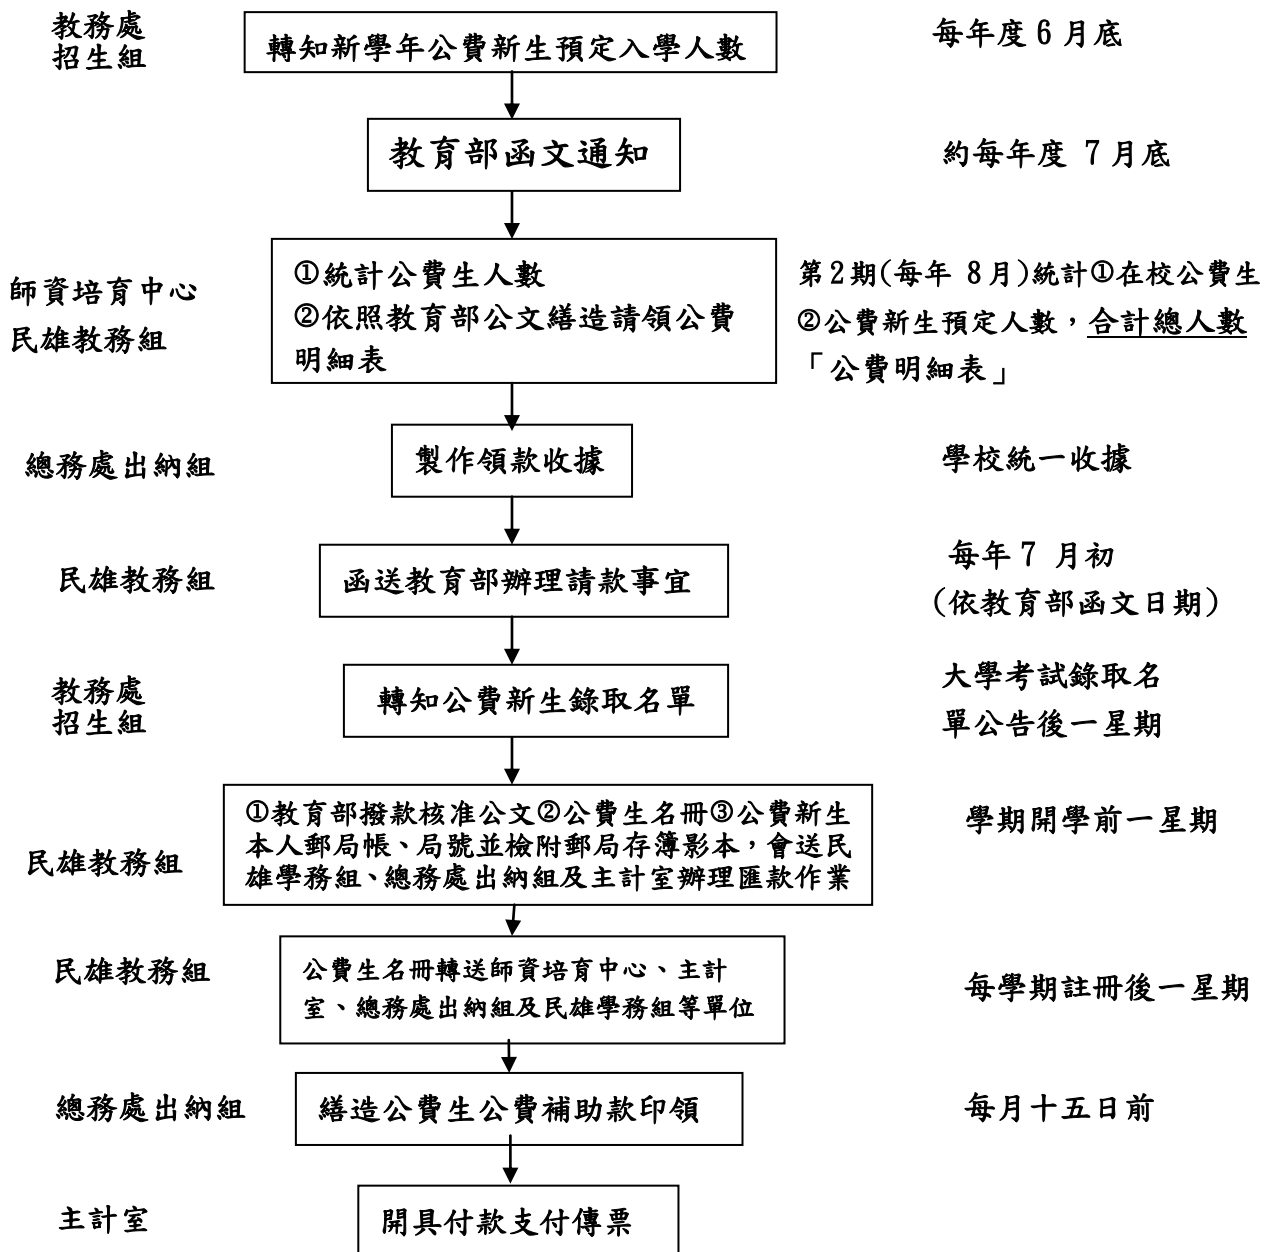 教務處
招生組
轉知新學年公費新生預定入學人數
每年度 6 月底
教育部函文通知
約每年度 7 月底
師資培育中心
民雄教務組
①統計公費生人數
②依照教育部公文繕造請領公費
明細表
第 2 期(每年 8 月)統計①在校公費生
②公費新生預定人數，合計總人數
「公費明細表」
總務處出納組
製作領款收據
學校統一收據
民雄教務組
函送教育部辦理請款事宜
每年 7 月初
(依教育部函文日期)
教務處
招生組
轉知公費新生錄取名單
大學考試錄取名
單公告後一星期
民雄教務組
①教育部撥款核准公文②公費生名冊③公費新生
本人郵局帳、局號並檢附郵局存簿影本，會送民
雄學務組、總務處出納組及主計室辦理匯款作業
學期開學前一星期
民雄教務組
公費生名冊轉送師資培育中心、主計
室、總務處出納組及民雄學務組等單位
每學期註冊後一星期
總務處出納組
繕造公費生公費補助款印領
每月十五日前
主計室
開具付款支付傳票